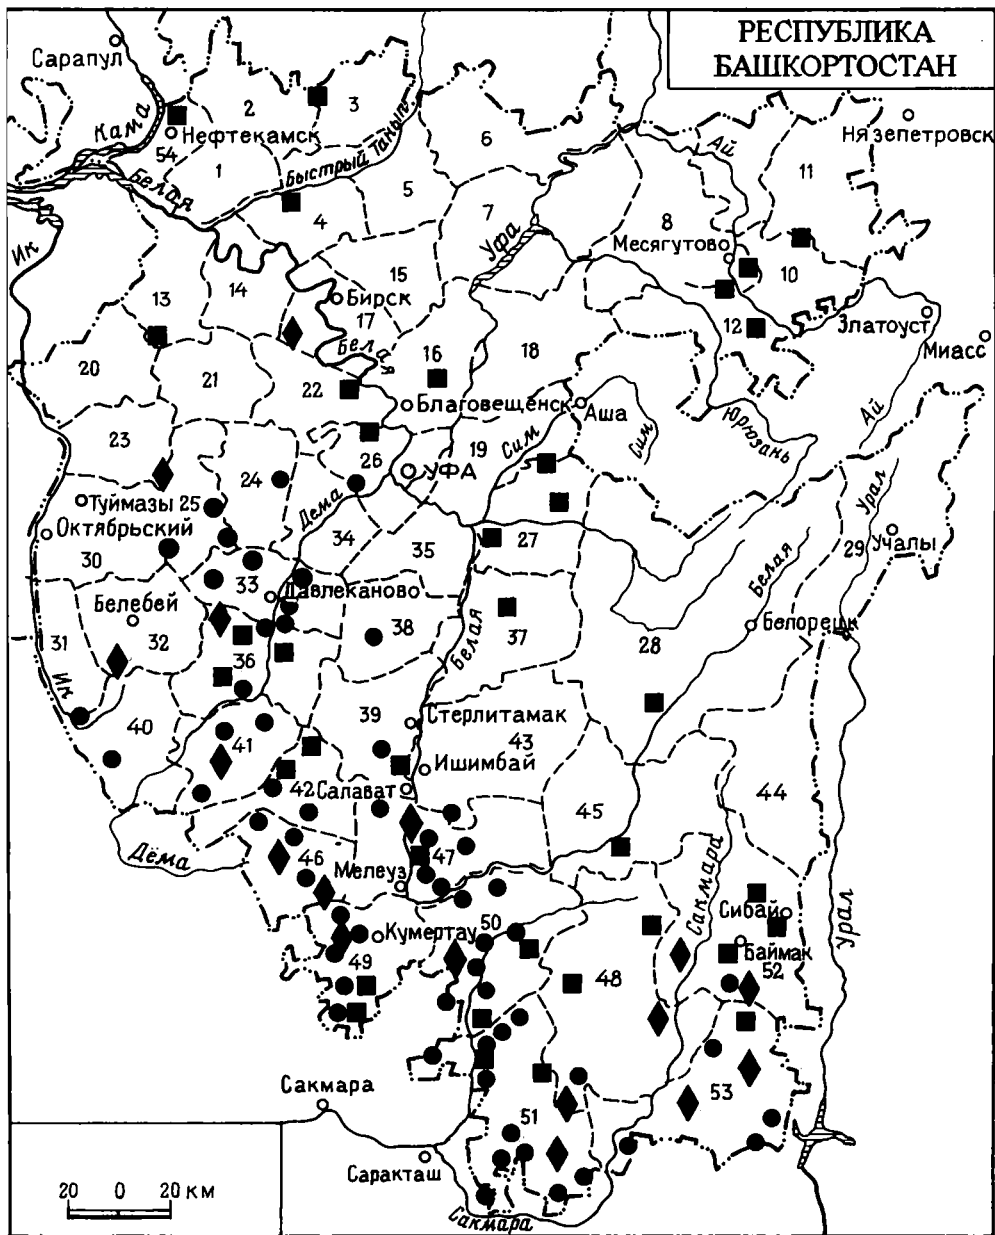 РЕСПУБЛИКА
БАШКОРТОСТАН
Сарапул
Кама
2
3
Нефтекамск
54
1
Быстрый Танып
Белая
6
5
4
7
Ай
Нязепетровск
11
8
Месягутово
10
Уфа
Ик
13
14
15
Бирск
17
Белая
16
18
12
Златоуст
Миасс
20
21
22
Благовещенск
Аша
Сим
Юрюзань
Ай
23
24
26
УФА
19
Сим
Туймазы 25
Октябрьский
Дема
34
35
27
Урал
29
Учалы
30
33
Давлеканово
Белебей
31
32
36
38
Белая
37
28
Белая
Белорецк
Ик
40
41
39
Стерлитамак
43
Ишимбай
42
Салават
45
44
Дёма
46
Мелеуз
47
Сакмара
Сибай
Урал
Кумертау
50
49
48
Баймак
52
Сакмара
51
53
Саракташ
Сакмара
20 0 20 км